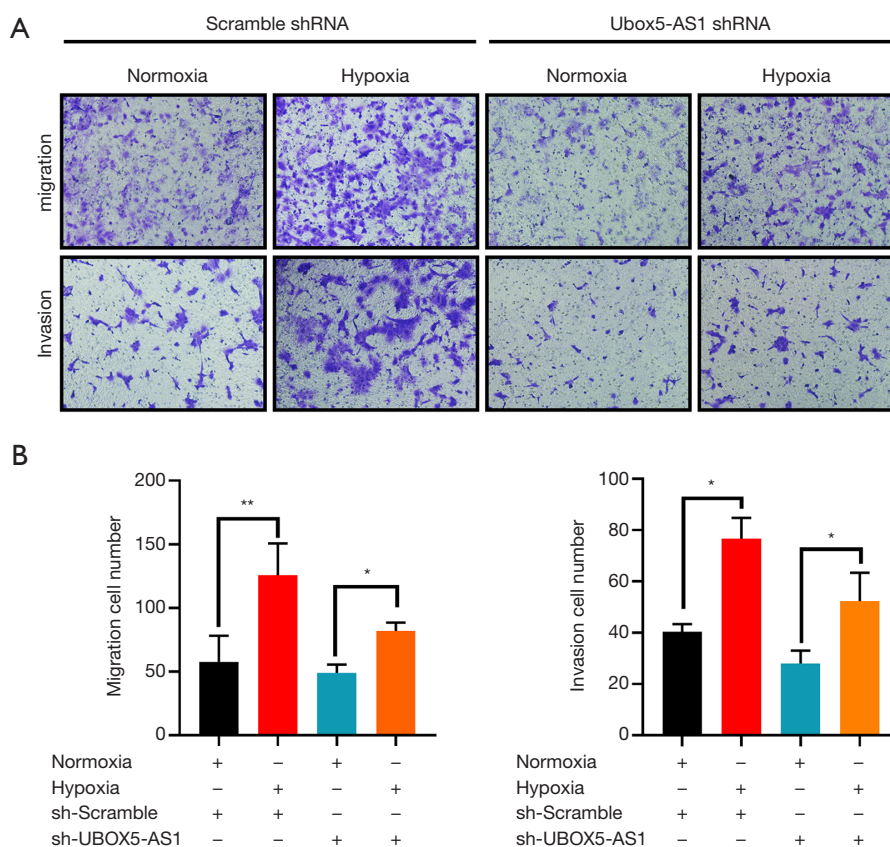 A
Scramble shRNA Ubox5-AS1 shRNA
Normoxia Hypoxia Normoxia Hypoxia
migration
Invasion
B
200
150
100
50
0
Migration cell number
** *
100
80
60
40
20
0
Invasion cell number
* *
Normoxia + – + –
Hypoxia – + – +
sh-Scramble + + – –
sh-UBOX5-AS1 – – + +
Normoxia + – + –
Hypoxia – + – +
sh-Scramble + + – –
sh-UBOX5-AS1 – – + +